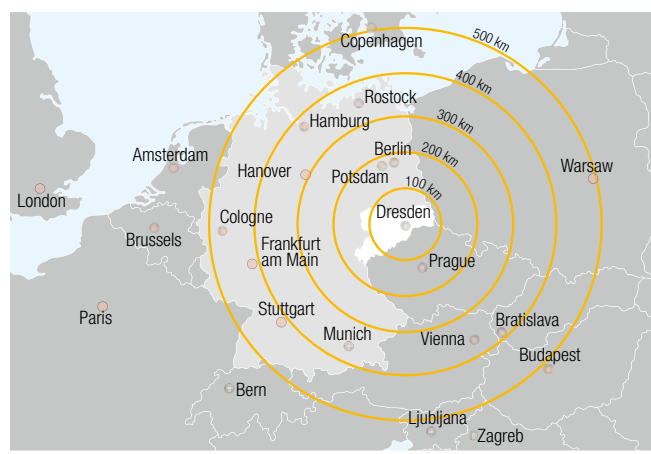 500 km
Copenhagen
400 km
Rostock
300 km
Hamburg
200 km
Berlin
Amsterdam
Warsaw
Hanover
Potsdam
100 km
London
Dresden
Cologne
Brussels
Frankfurt
am Main
Prague
Stuttgart
Paris
Bratislava
Munich
Vienna
Budapest
Bern
Ljubljana
Zagreb